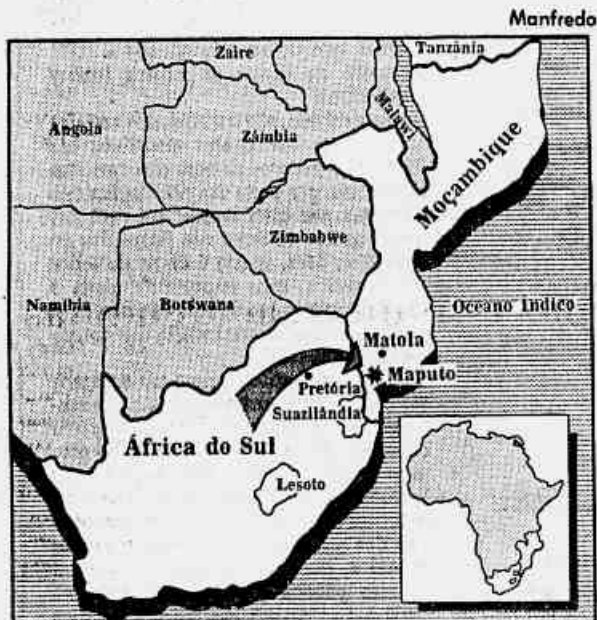 Manfredo
Zaire
Tanzânia
Angola
Zâmbia
Malawi
Moçambique
Zimbabwe
Namíbia
Botswana
Oceano Índico
Matola
Pretória
Maputo
Suazilândia
África do Sul
Lesoto